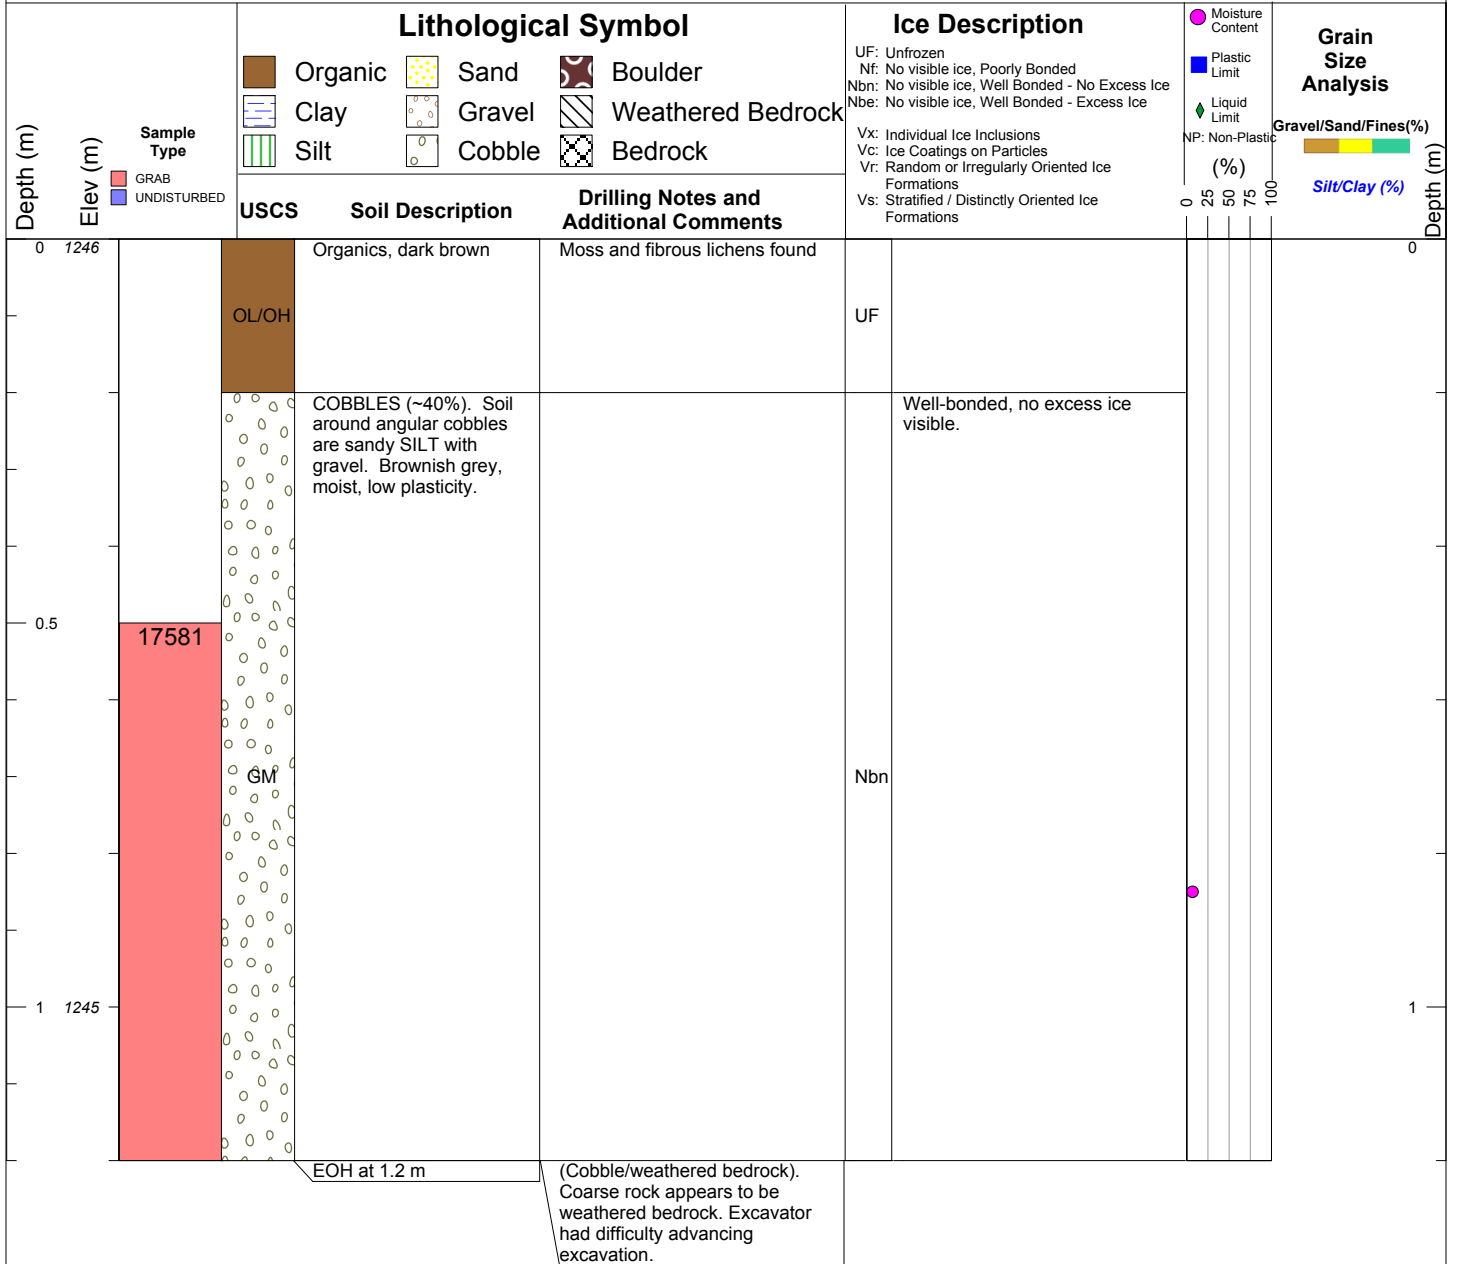 Lithological Symbol
Organic
Sand
Boulder
Clay
Gravel
Weathered Bedrock
Silt
Cobble
Bedrock
Ice Description
UF: Unfrozen
Nf: No visible ice, Poorly Bonded
Nbn: No visible ice, Well Bonded - No Excess Ice
Nbe: No visible ice, Well Bonded - Excess Ice
Vx: Individual Ice Inclusions
Vc: Ice Coatings on Particles
Vr: Random or Irregularly Oriented Ice
Formations
Vs: Stratified / Distinctly Oriented Ice
Formations
Moisture
Content
Plastic
Limit
Liquid
Limit
NP: Non-Plastic
(%)
0 25 50 75 100
Grain
Size
Analysis
Gravel/Sand/Fines(%)
Silt/Clay (%)
Depth (m)
Depth (m)
Elev (m)
Sample
Type
GRAB
UNDISTURBED
USCS
Soil Description
Drilling Notes and
Additional Comments
0 1246
Organics, dark brown
Moss and fibrous lichens found
0
OL/OH
UF
COBBLES (~40%). Soil
around angular cobbles
are sandy SILT with
gravel. Brownish grey,
moist, low plasticity.
Well-bonded, no excess ice
visible.
0.5
17581
GM
Nbn
1 1245
1
EOH at 1.2 m
(Cobble/weathered bedrock).
Coarse rock appears to be
weathered bedrock. Excavator
had difficulty advancing
excavation.